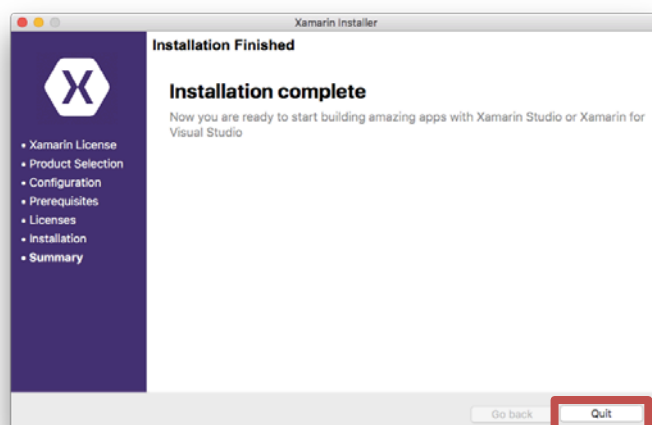 Xamarin Installer
Installation Finished
X
Installation complete
Now you are ready to start building amazing apps with Xamarin Studio or Xamarin for
Visual Studio
• Xamarin License
• Product Selection
• Configuration
• Prerequisites
• Licenses
• Installation
• Summary
Go back
Quit